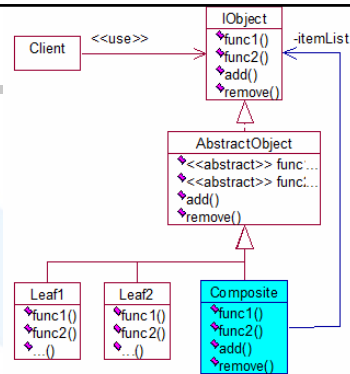 IObject
<<use>>
-itemList
Client
func1()
func2()
add()
remove()
AbstractObject
<<abstract>> func...
<<abstract>> func:...
add()
remove()
Leaf1
func1()
func2()
...()
Leaf2
func1()
func2()
...()
Composite
func1()
func2()
add()
remove()